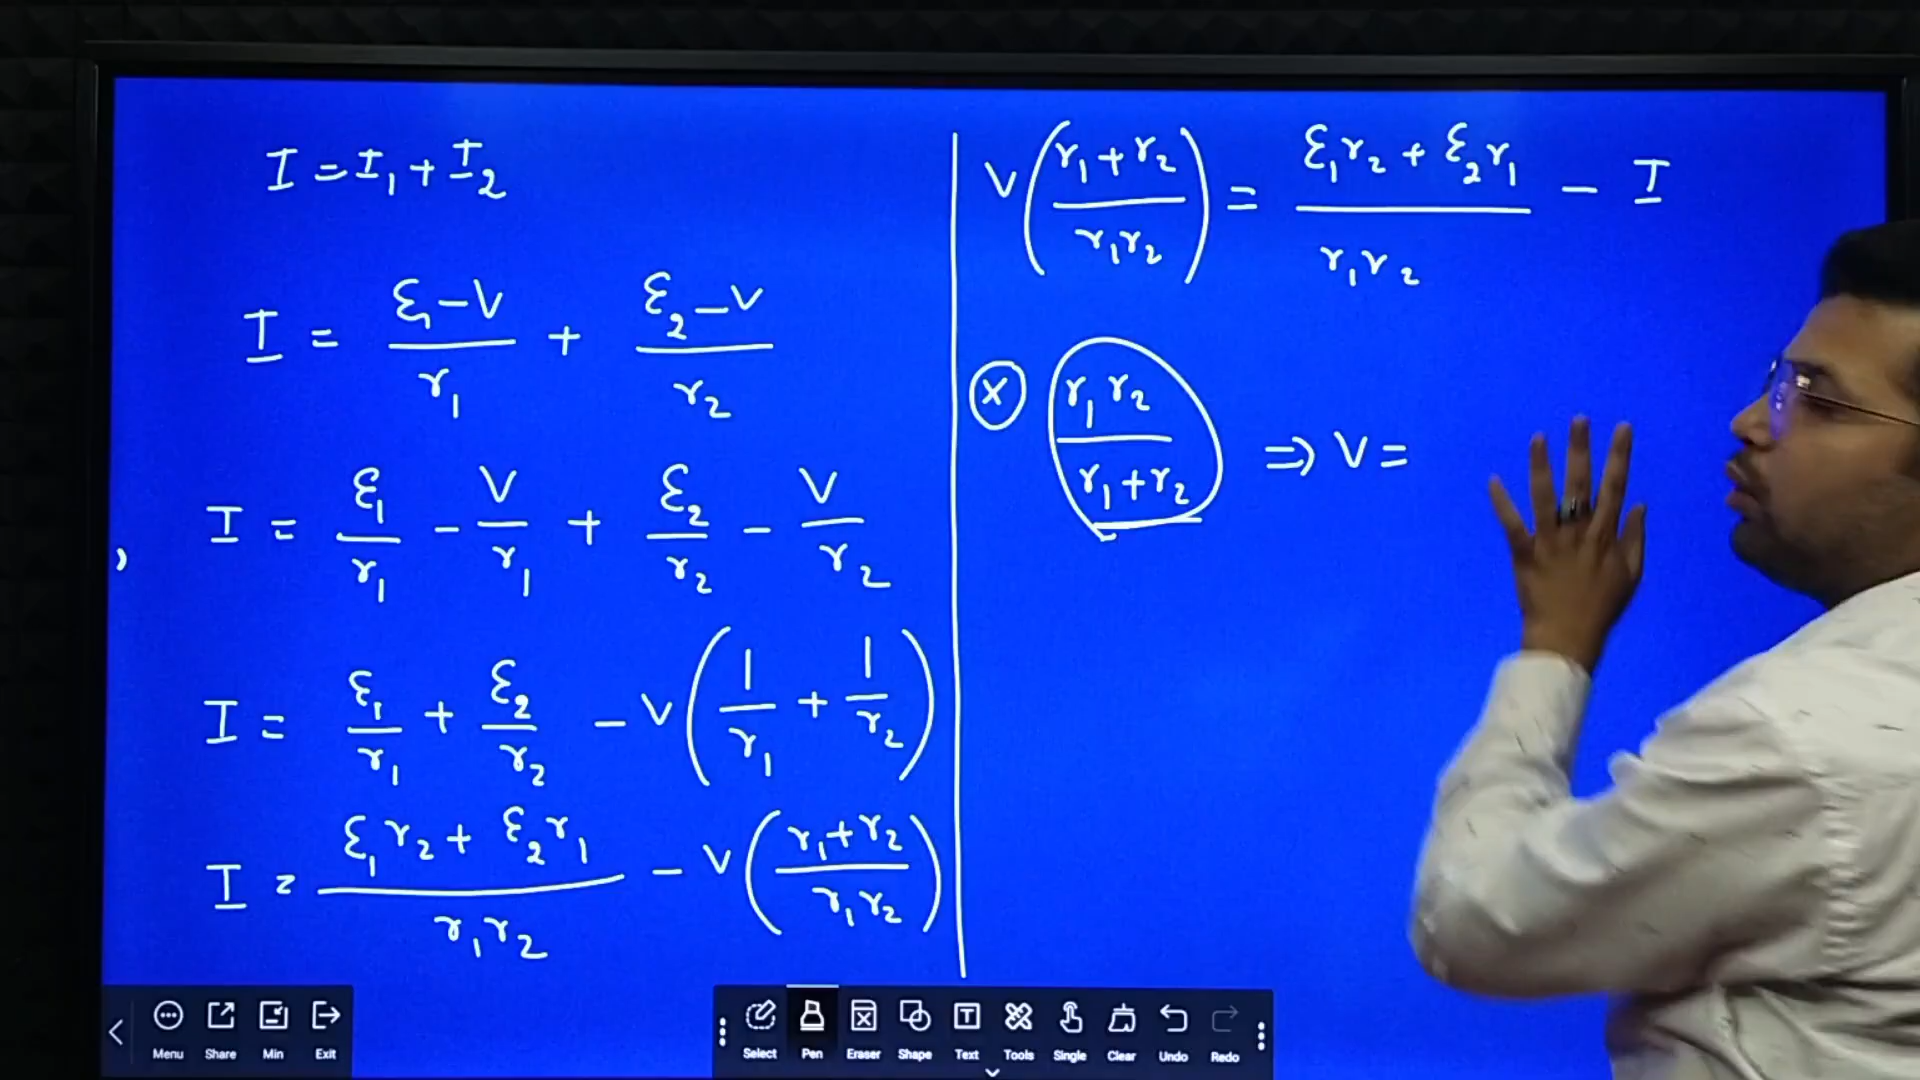 I = I₁ + I₂
I = (ε₁ − V)/r₁ + (ε₂ − V)/r₂
I = ε₁/r₁ − V/r₁ + ε₂/r₂ − V/r₂
,
I = ε₁/r₁ + ε₂/r₂ − V(1/r₁ + 1/r₂)
I = (ε₁r₂ + ε₂r₁)/(r₁r₂) − V((r₁+r₂)/(r₁r₂))
V((r₁+r₂)/(r₁r₂)) = (ε₁r₂ + ε₂r₁)/(r₁r₂) − I
ⓧ (r₁r₂)/(r₁+r₂) ⇒ V =
Menu Share Min Exit
Select Pen Eraser Shape Text Tools Single Clear Undo Redo